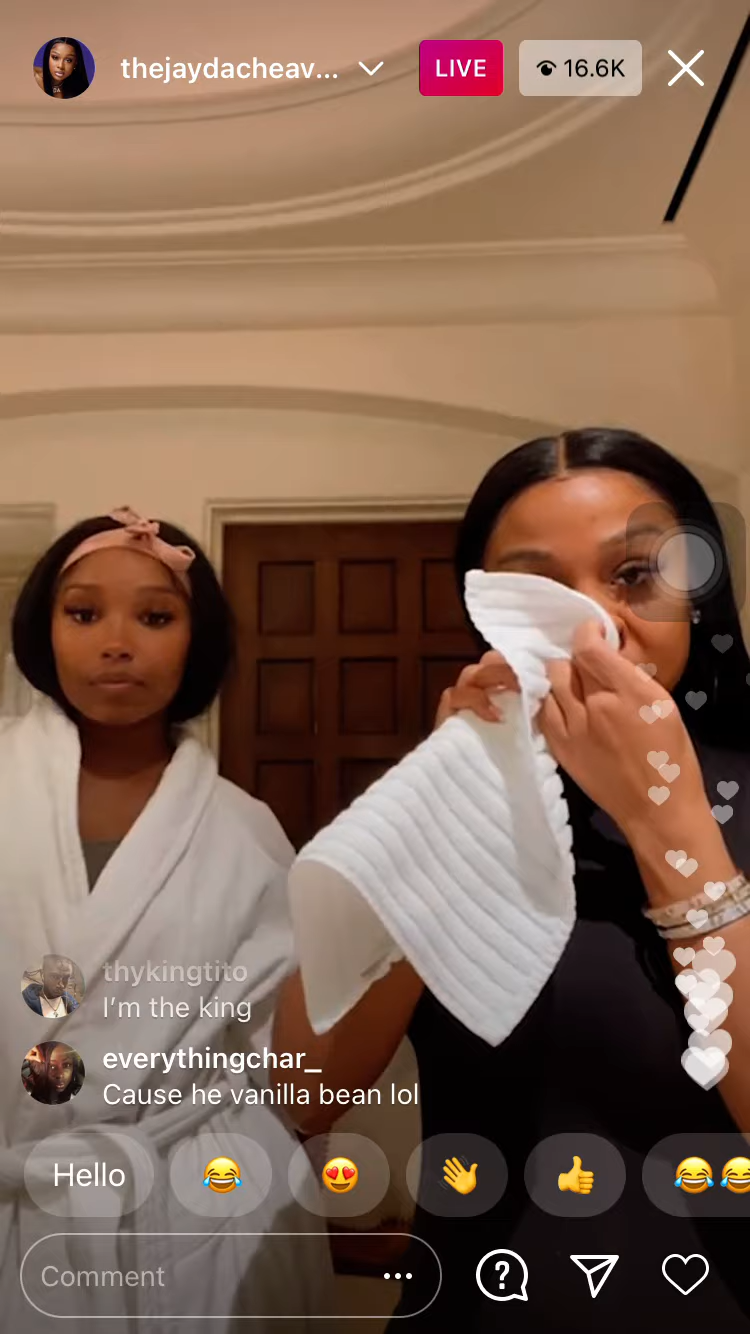 thejaydacheav...
LIVE
16.6K
thykingtito
I'm the king
everythingchar_
Cause he vanilla bean lol
Hello
Comment